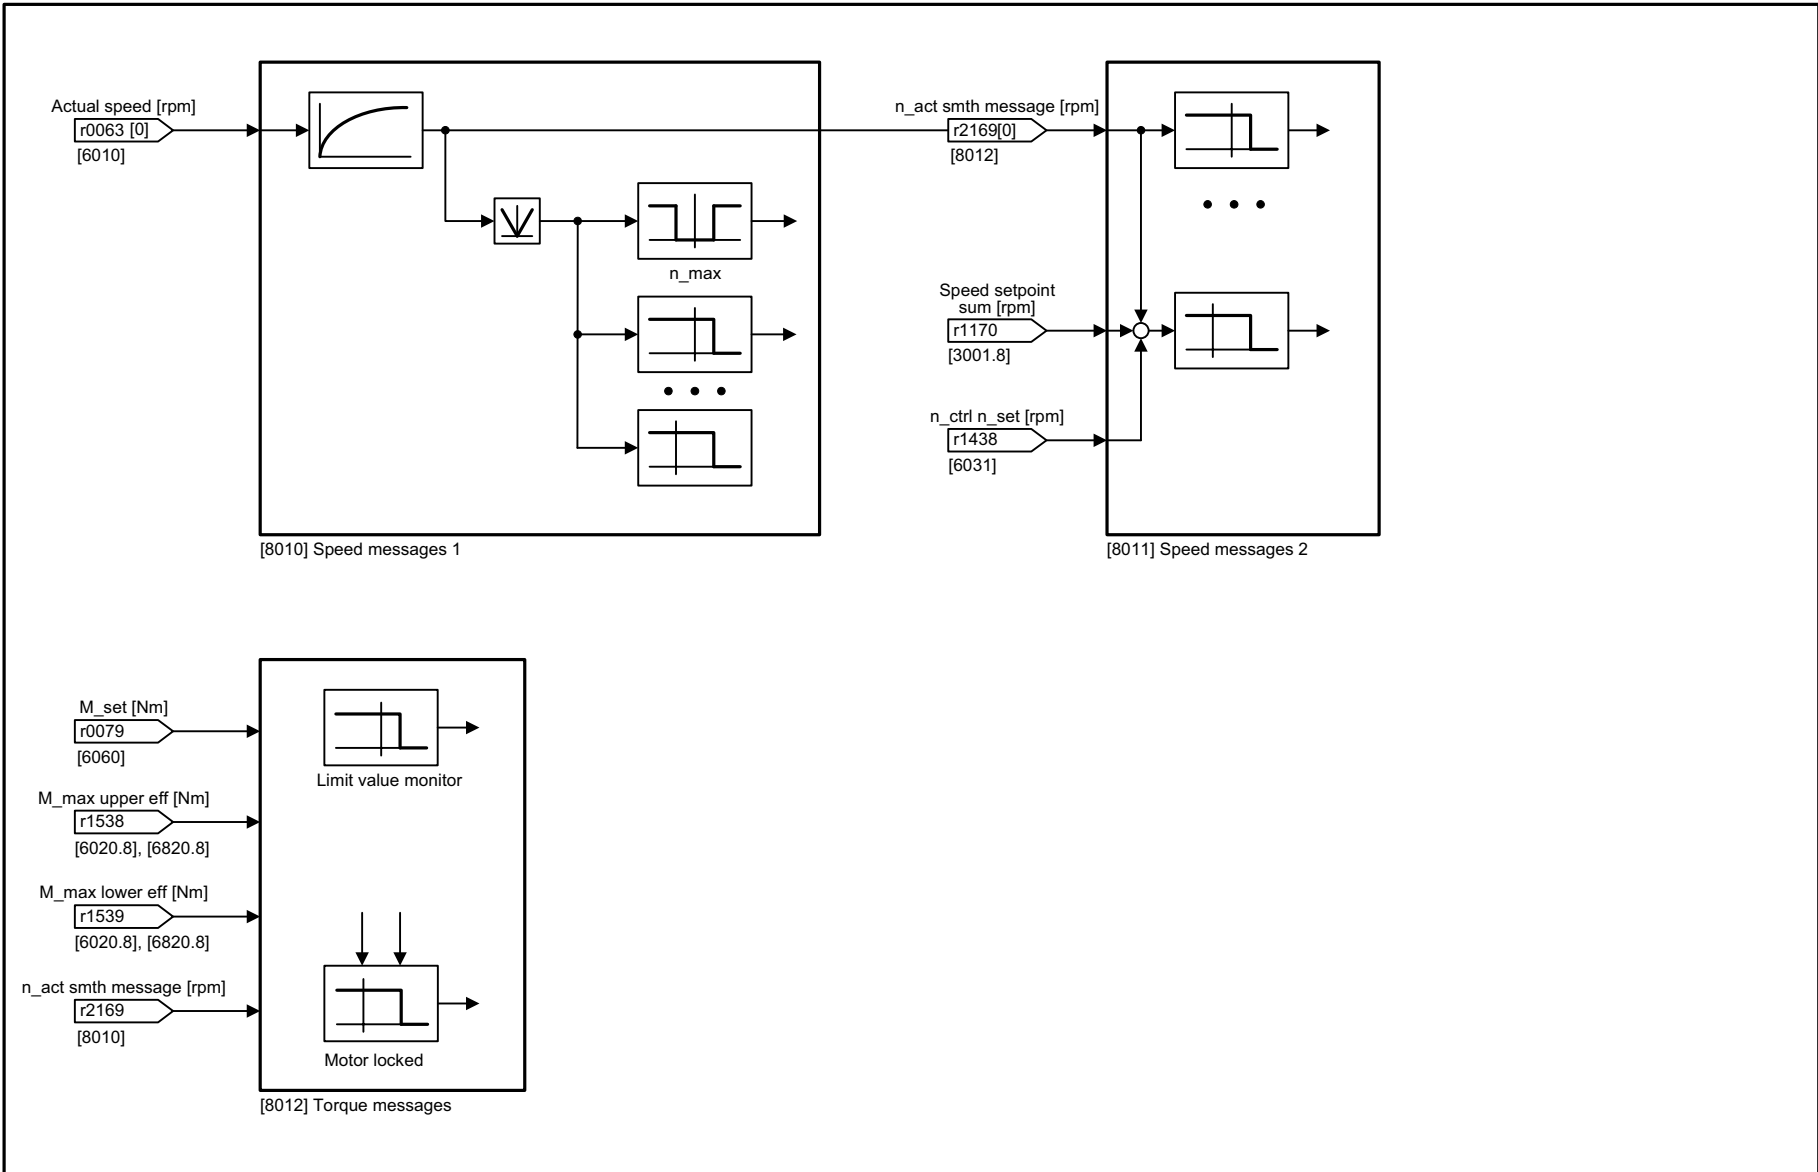 Actual speed [rpm]
r0063 [0]
[6010]
n_max
[8010] Speed messages 1
n_act smth message [rpm]
r2169[0]
[8012]
Speed setpoint
sum [rpm]
r1170
[3001.8]
n_ctrl n_set [rpm]
r1438
[6031]
[8011] Speed messages 2
M_set [Nm]
r0079
[6060]
M_max upper eff [Nm]
r1538
[6020.8], [6820.8]
M_max lower eff [Nm]
r1539
[6020.8], [6820.8]
n_act smth message [rpm]
r2169
[8010]
Limit value monitor
Motor locked
[8012] Torque messages